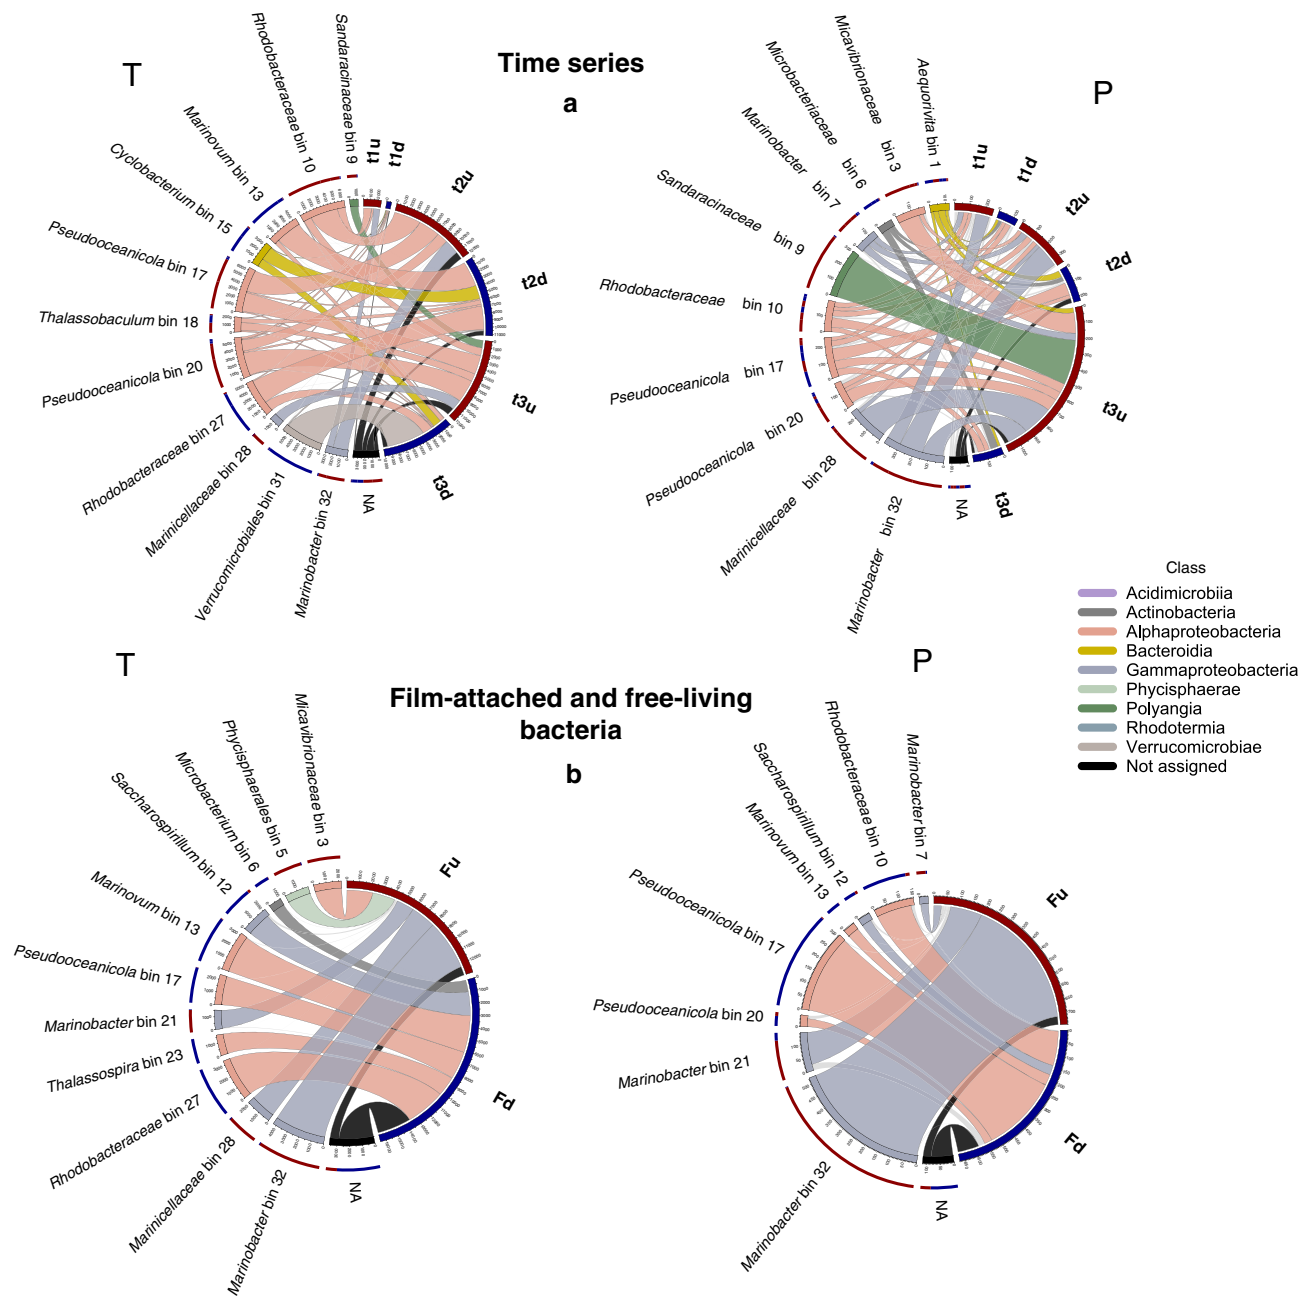 Time series
a
T
P
Sandaracinaceae bin 9
Rhodobacteraceae bin 10
Marinovum bin 13
Cyclobacterium bin 15
Pseudooceanicola bin 17
Thalassobaculum bin 18
Pseudooceanicola bin 20
Rhodobacteraceae bin 27
Marinicellaceae bin 28
Verrucomicrobiales bin 31
Marinobacter bin 32
NA
t1u
t1d
t2u
t2d
t3u
t3d
Aequorivita bin 1
Micavibrionaceae bin 3
Microbacteriaceae bin 6
Marinobacter bin 7
Sandaracinaceae bin 9
Rhodobacteraceae bin 10
Pseudooceanicola bin 17
Pseudooceanicola bin 20
Marinicellaceae bin 28
Marinobacter bin 32
NA
t1u
t1d
t2u
t2d
t3u
t3d
Class
Acidimicrobiia
Actinobacteria
Alphaproteobacteria
Bacteroidia
Gammaproteobacteria
Phycisphaerae
Polyangia
Rhodotermia
Verrucomicrobiae
Not assigned
T
P
Film-attached and free-living
bacteria
b
Micavibrionaceae bin 3
Phycisphaerales bin 5
Microbacterium bin 6
Saccharospirillum bin 12
Marinovum bin 13
Pseudooceanicola bin 17
Marinobacter bin 21
Thalassospira bin 23
Rhodobacteraceae bin 27
Marinicellaceae bin 28
Marinobacter bin 32
NA
Fu
Fd
Marinobacter bin 7
Rhodobacteraceae bin 10
Saccharospirillum bin 12
Marinovum bin 13
Pseudooceanicola bin 17
Pseudooceanicola bin 20
Marinobacter bin 21
Marinobacter bin 32
NA
Fu
Fd